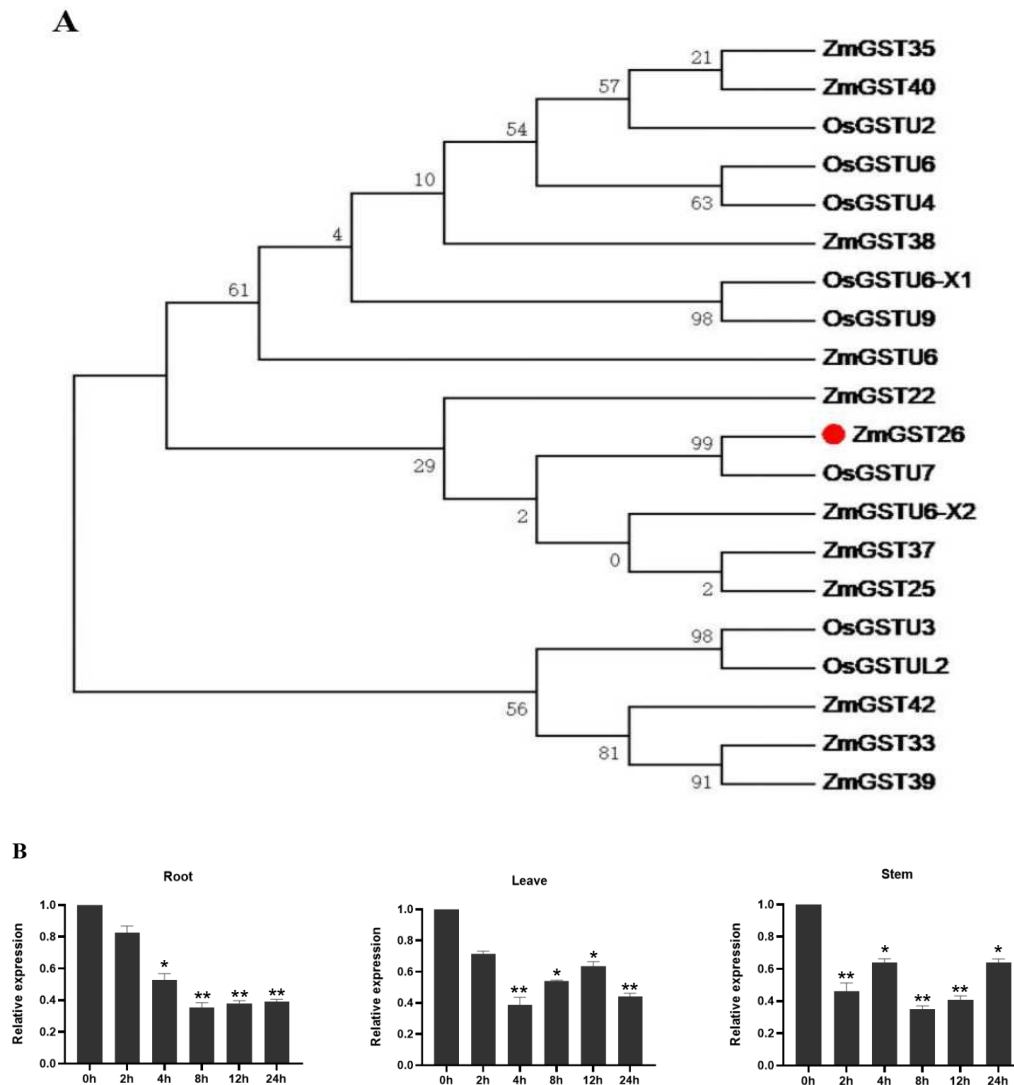 A
ZmGST35
21
ZmGST40
57
OsGSTU2
54
OsGSTU6
10
63
OsGSTU4
ZmGST38
4
OsGSTU6-X1
61
98
OsGSTU9
ZmGSTU6
ZmGST22
ZmGST26
99
29
OsGSTU7
2
ZmGSTU6-X2
0
ZmGST37
2
ZmGST25
OsGSTU3
98
OsGSTUL2
56
ZmGST42
81
ZmGST33
91
ZmGST39
B
Root
Relative expression
1.0
0.8
0.6
0.4
0.2
0.0
* ** ** **
0h 2h 4h 8h 12h 24h
Leave
Relative expression
1.0
0.8
0.6
0.4
0.2
0.0
** * * **
0h 2h 4h 8h 12h 24h
Stem
Relative expression
1.0
0.8
0.6
0.4
0.2
0.0
** * ** ** *
0h 2h 4h 8h 12h 24h